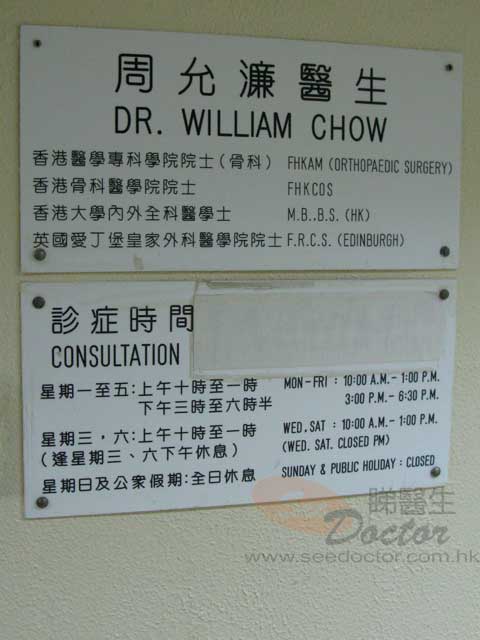 周允濂醫生
DR. WILLIAM CHOW
香港醫學專科學院院士(骨科) FHKAM (ORTHOPAEDIC SURGERY)
香港骨科醫學院院士 FHKCOS
香港大學內外全科醫學士 M.B.,B.S. (HK)
英國愛丁堡皇家外科醫學院院士 F.R.C.S. (EDINBURGH)
診症時間
CONSULTATION
星期一至五:上午十時至一時 MON-FRI : 10:00 A.M.- 1:00 P.M.
下午三時至六時半 3:00 P.M.- 6:30 P.M.
星期三,六:上午十時至一時 WED.SAT : 10:00 A.M.- 1:00 P.M.
(逢星期三、六下午休息) (WED. SAT. CLOSED PM)
星期日及公眾假期:全日休息 SUNDAY & PUBLIC HOLIDAY : CLOSED
睇醫生
Doctor
www.seedoctor.com.hk